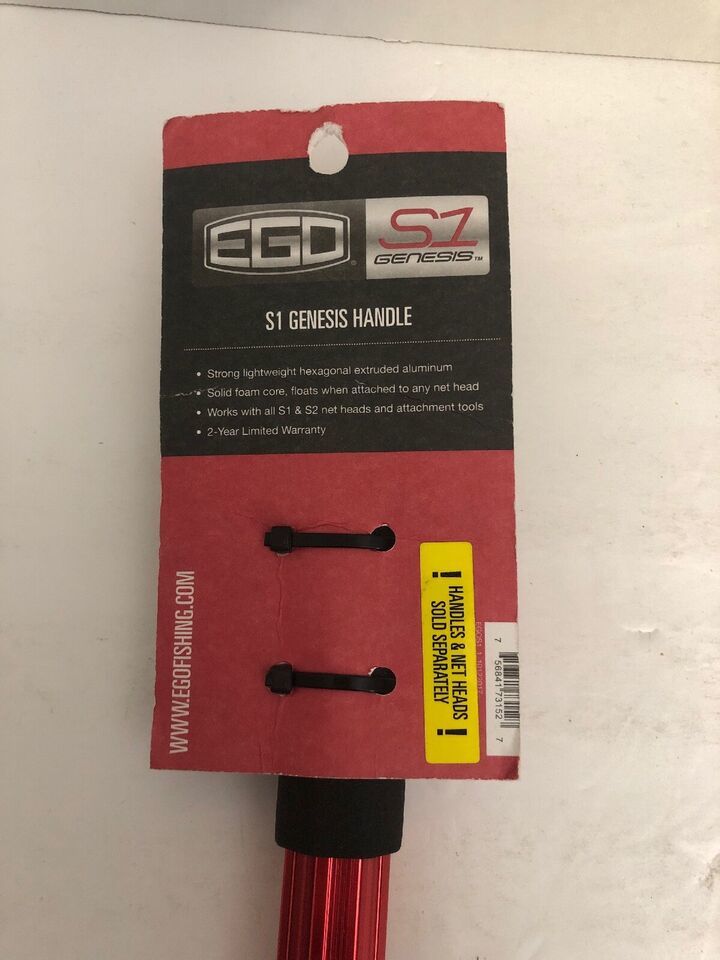 EGO®
S1
GENESIS™
S1 GENESIS HANDLE
• Strong lightweight hexagonal extruded aluminum
• Solid foam core, floats when attached to any net head
• Works with all S1 & S2 net heads and attachment tools
• 2-Year Limited Warranty
WWW.EGOFISHING.COM
! HANDLES & NET HEADS !
SOLD SEPARATELY
7 56841 73152 7